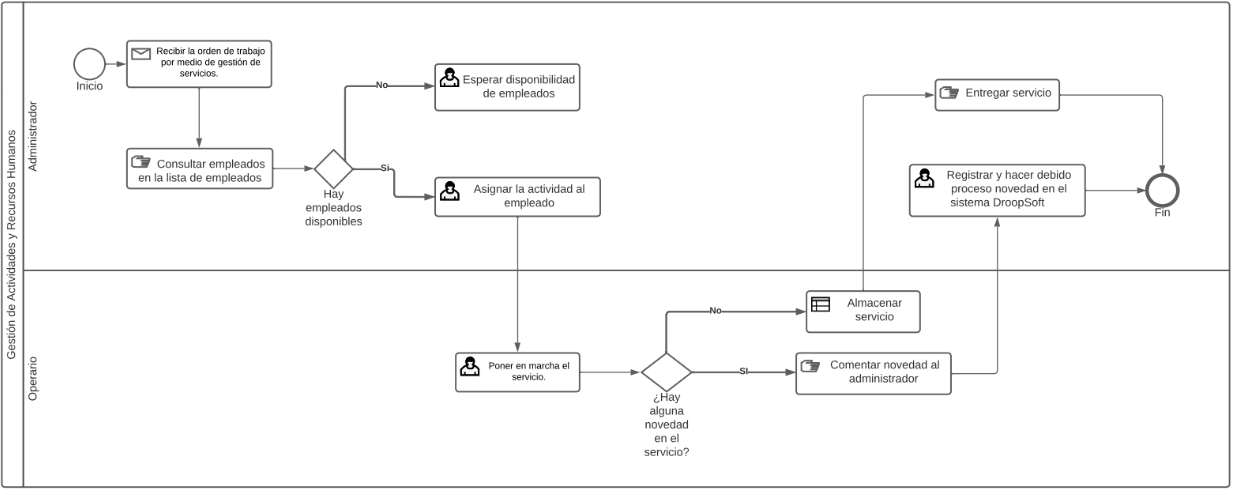 Gestión de Actividades y Recursos Humanos
Administrador
Inicio
Recibir la orden de trabajo
por medio de gestión de
servicios.
Consultar empleados
en la lista de empleados
Hay
empleados
disponibles
No
Esperar disponibilidad
de empleados
Si
Asignar la actividad al
empleado
Entregar servicio
Registrar y hacer debido
proceso novedad en el
sistema DroopSoft
Fin
Operario
Poner en marcha el
servicio.
¿Hay
alguna
novedad
en el
servicio?
No
Almacenar
servicio
SI
Comentar novedad al
administrador